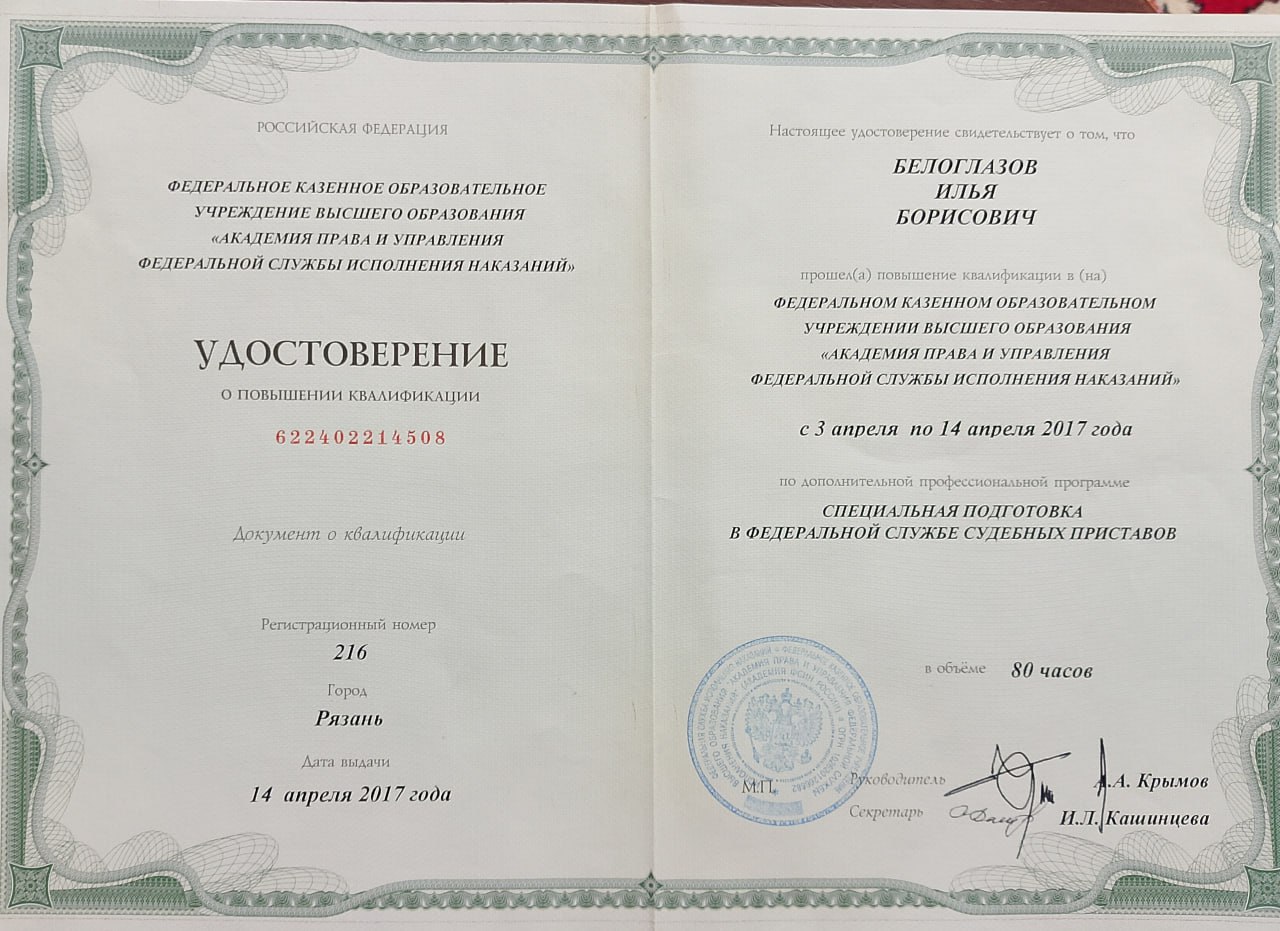 РОССИЙСКАЯ ФЕДЕРАЦИЯ
ФЕДЕРАЛЬНОЕ КАЗЕННОЕ ОБРАЗОВАТЕЛЬНОЕ
УЧРЕЖДЕНИЕ ВЫСШЕГО ОБРАЗОВАНИЯ
«АКАДЕМИЯ ПРАВА И УПРАВЛЕНИЯ
ФЕДЕРАЛЬНОЙ СЛУЖБЫ ИСПОЛНЕНИЯ НАКАЗАНИЙ»
УДОСТОВЕРЕНИЕ
О ПОВЫШЕНИИ КВАЛИФИКАЦИИ
622402214508
Документ о квалификации
Регистрационный номер
216
Город
Рязань
Дата выдачи
14 апреля 2017 года
Настоящее удостоверение свидетельствует о том, что
БЕЛОГЛАЗОВ
ИЛЬЯ
БОРИСОВИЧ
прошел(а) повышение квалификации в (на)
ФЕДЕРАЛЬНОМ КАЗЕННОМ ОБРАЗОВАТЕЛЬНОМ
УЧРЕЖДЕНИИ ВЫСШЕГО ОБРАЗОВАНИЯ
«АКАДЕМИЯ ПРАВА И УПРАВЛЕНИЯ
ФЕДЕРАЛЬНОЙ СЛУЖБЫ ИСПОЛНЕНИЯ НАКАЗАНИЙ»
с 3 апреля по 14 апреля 2017 года
по дополнительной профессиональной программе
СПЕЦИАЛЬНАЯ ПОДГОТОВКА
В ФЕДЕРАЛЬНОЙ СЛУЖБЕ СУДЕБНЫХ ПРИСТАВОВ
в объёме 80 часов
М.П.
Руководитель А.А. Крымов
Секретарь И.Л. Кашинцева